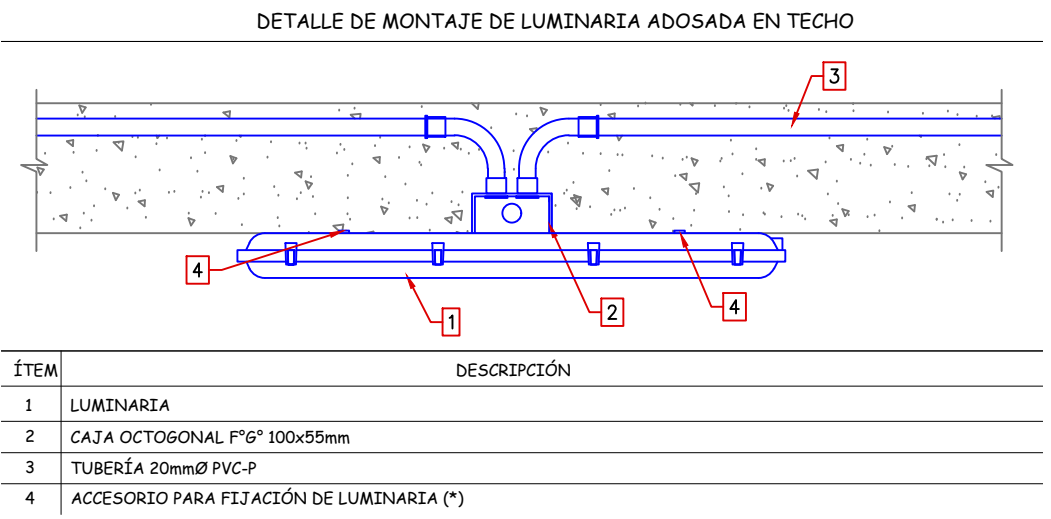 DETALLE DE MONTAJE DE LUMINARIA ADOSADA EN TECHO
3
4
1
2
4
ÍTEM DESCRIPCIÓN
1 LUMINARIA
2 CAJA OCTOGONAL F°G° 100x55mm
3 TUBERÍA 20mmØ PVC-P
4 ACCESORIO PARA FIJACIÓN DE LUMINARIA (*)